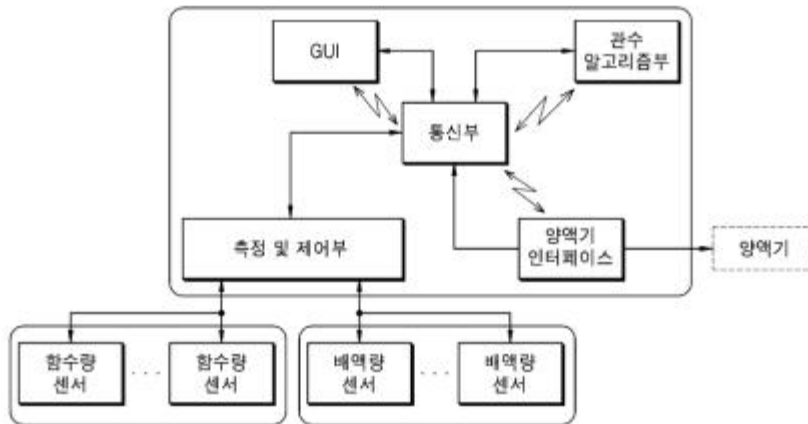 GUI
관수
알고리즘부
통신부
측정 및 제어부
양액기
인터페이스
양액기
함수량
센서
...
함수량
센서
배액량
센서
...
배액량
센서